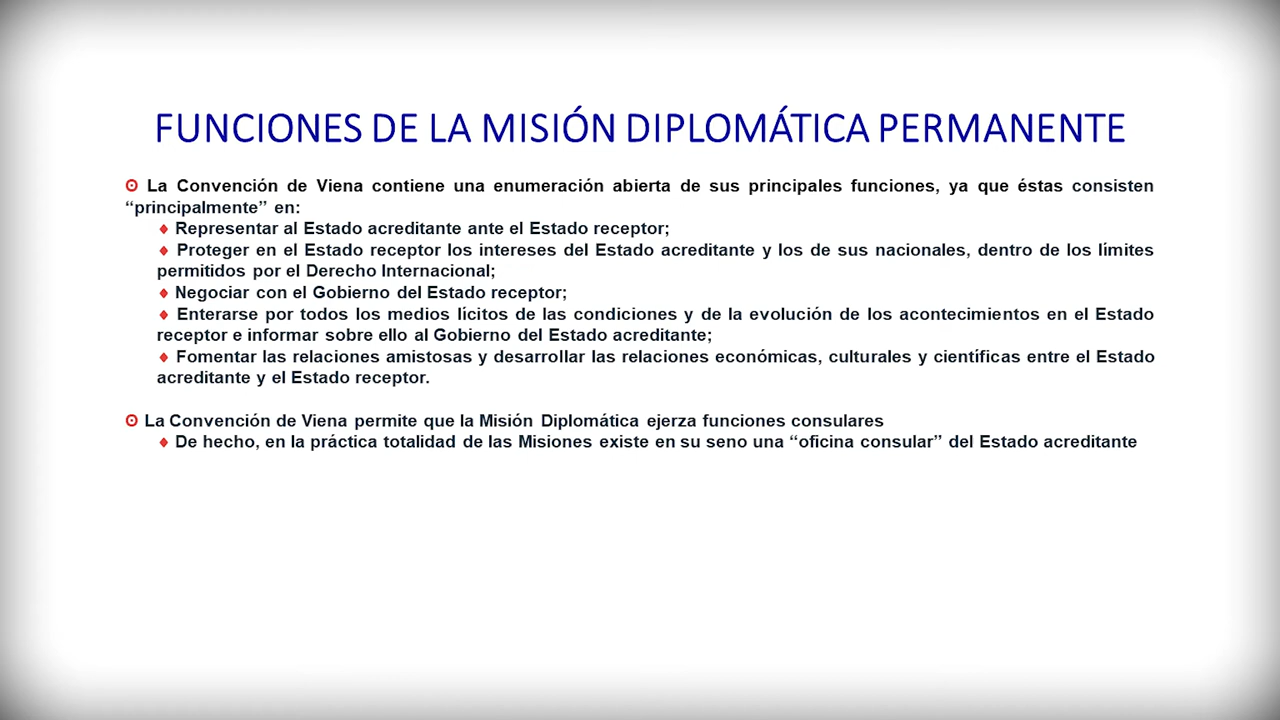 FUNCIONES DE LA MISIÓN DIPLOMÁTICA PERMANENTE
ʘ La Convención de Viena contiene una enumeración abierta de sus principales funciones, ya que éstas consisten
“principalmente” en:
♦ Representar al Estado acreditante ante el Estado receptor;
♦ Proteger en el Estado receptor los intereses del Estado acreditante y los de sus nacionales, dentro de los límites
permitidos por el Derecho Internacional;
♦ Negociar con el Gobierno del Estado receptor;
♦ Enterarse por todos los medios lícitos de las condiciones y de la evolución de los acontecimientos en el Estado
receptor e informar sobre ello al Gobierno del Estado acreditante;
♦ Fomentar las relaciones amistosas y desarrollar las relaciones económicas, culturales y científicas entre el Estado
acreditante y el Estado receptor.
ʘ La Convención de Viena permite que la Misión Diplomática ejerza funciones consulares
♦ De hecho, en la práctica totalidad de las Misiones existe en su seno una “oficina consular” del Estado acreditante